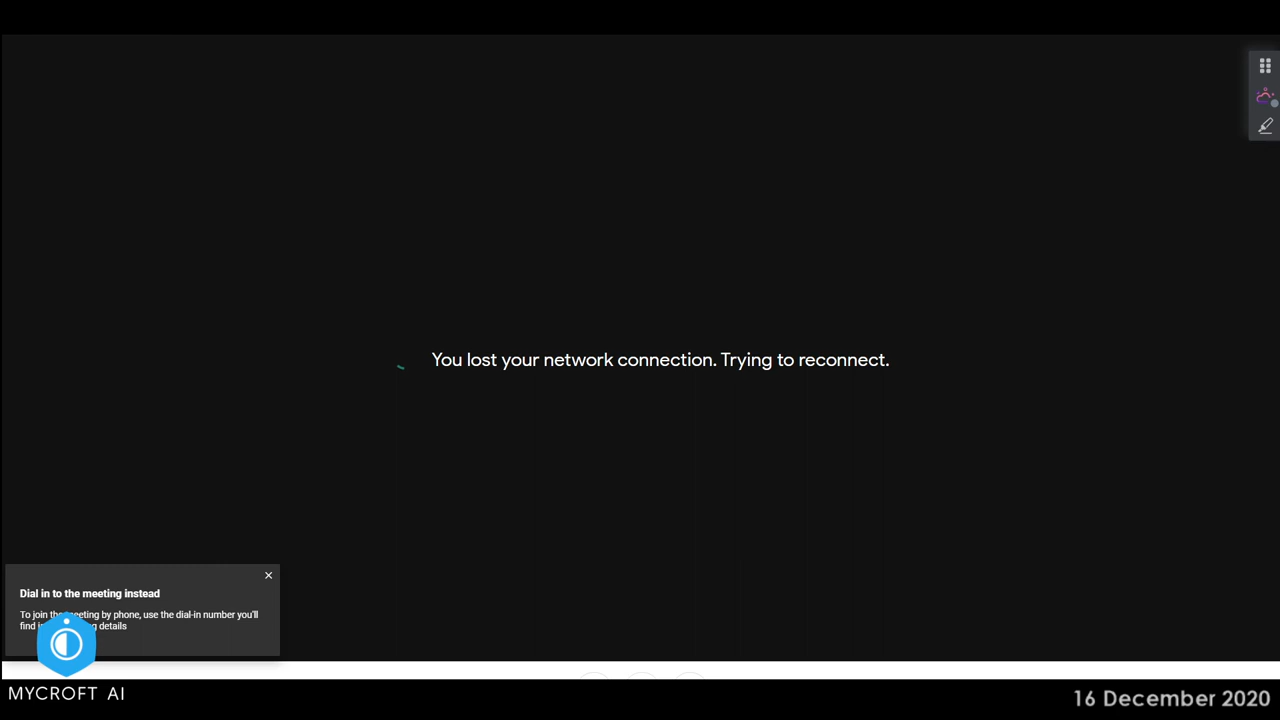 You lost your network connection. Trying to reconnect.
Dial in to the meeting instead
To join the meeting by phone, use the dial-in number you'll
find details
MYCROFT AI
16 December 2020